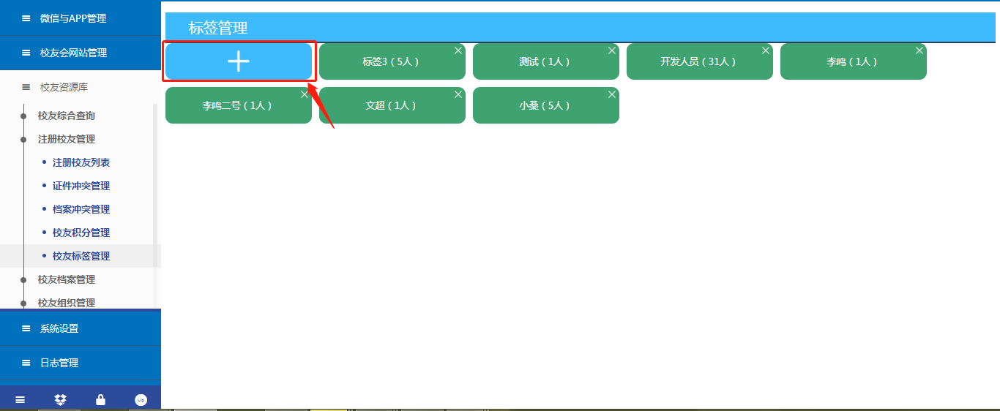 微信与APP管理
校友会网站管理
校友资源库
校友综合查询
注册校友管理
注册校友列表
证件冲突管理
档案冲突管理
校友积分管理
校友标签管理
校友档案管理
校友组织管理
系统设置
日志管理
标签管理
标签3（5人）
测试（1人）
开发人员（31人）
李鸣（1人）
李鸣二号（1人）
文超（1人）
小桑（5人）